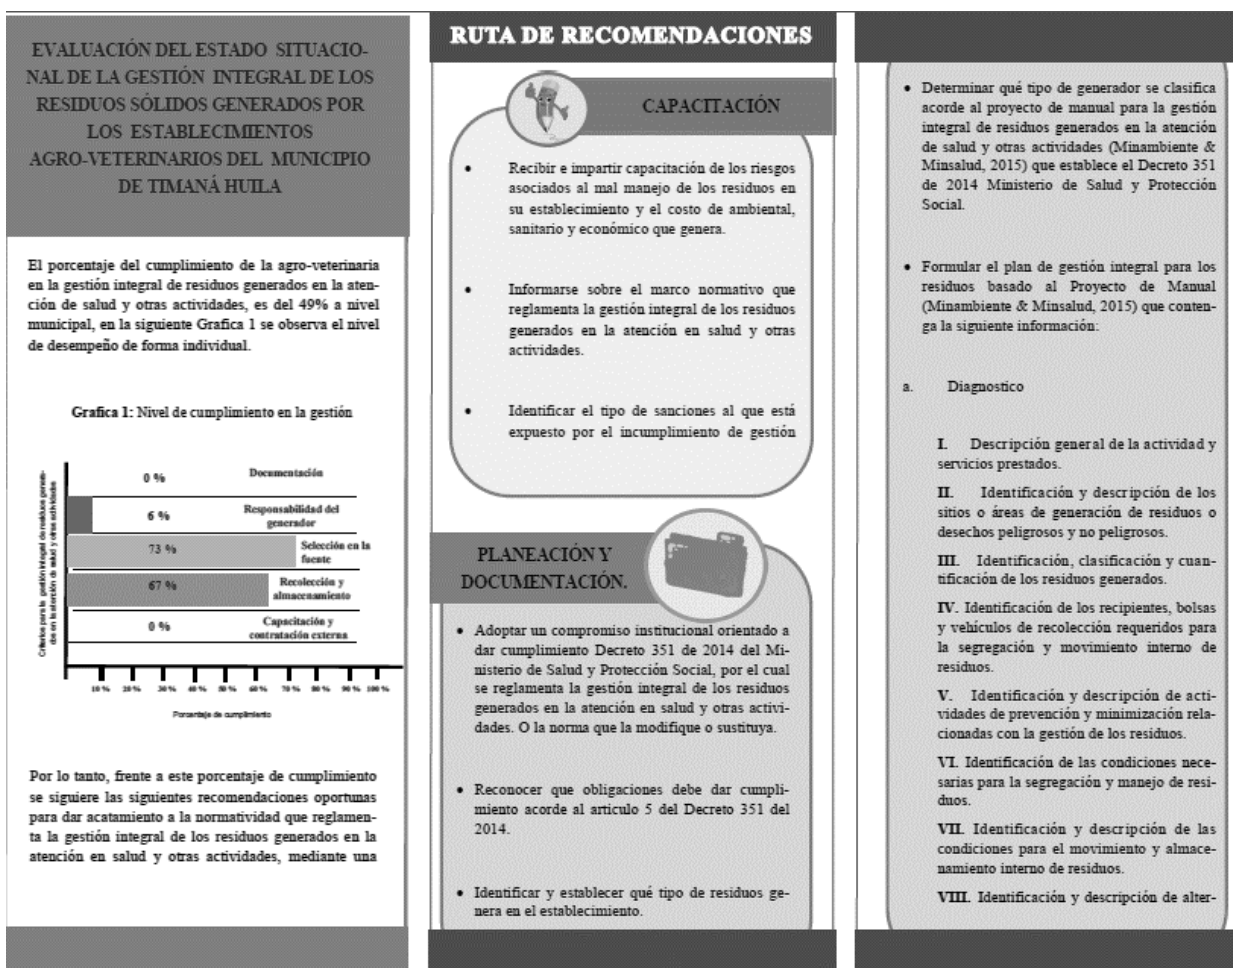 EVALUACIÓN DEL ESTADO SITUACIO-
NAL DE LA GESTIÓN INTEGRAL DE LOS
RESIDUOS SÓLIDOS GENERADOS POR
LOS ESTABLECIMIENTOS
AGRO-VETERINARIOS DEL MUNICIPIO
DE TIMANÁ HUILA
El porcentaje del cumplimiento de la agro-veterinaria
en la gestión integral de residuos generados en la aten-
ción de salud y otras actividades, es del 49% a nivel
municipal, en la siguiente Grafica 1 se observa el nivel
de desempeño de forma individual.
Grafica 1: Nivel de cumplimiento en la gestión
Criterios para la gestión integral de residuos genera-
dos en la atención de salud y otras actividades
0 % Documentación
6 % Responsabilidad del
generador
73 % Selección en la
fuente
67 % Recolección y
almacenamiento
0 % Capacitación y
contratación externa
10 % 20 % 30 % 40 % 50 % 60 % 70 % 80 % 90 % 100 %
Porcentaje de cumplimiento
Por lo tanto, frente a este porcentaje de cumplimiento
se siguiere las siguientes recomendaciones oportunas
para dar acatamiento a la normatividad que reglamen-
ta la gestión integral de los residuos generados en la
atención en salud y otras actividades, mediante una
RUTA DE RECOMENDACIONES
CAPACITACIÓN
• Recibir e impartir capacitación de los riesgos
asociados al mal manejo de los residuos en
su establecimiento y el costo de ambiental,
sanitario y económico que genera.
• Informarse sobre el marco normativo que
reglamenta la gestión integral de los residuos
generados en la atención en salud y otras
actividades.
• Identificar el tipo de sanciones al que está
expuesto por el incumplimiento de gestión
PLANEACIÓN Y
DOCUMENTACIÓN.
• Adoptar un compromiso institucional orientado a
dar cumplimiento Decreto 351 de 2014 del Mi-
nisterio de Salud y Protección Social, por el cual
se reglamenta la gestión integral de los residuos
generados en la atención en salud y otras activi-
dades. O la norma que la modifique o sustituya.
• Reconocer que obligaciones debe dar cumpli-
miento acorde al articulo 5 del Decreto 351 del
2014.
• Identificar y establecer qué tipo de residuos ge-
nera en el establecimiento.
• Determinar qué tipo de generador se clasifica
acorde al proyecto de manual para la gestión
integral de residuos generados en la atención
de salud y otras actividades (Minambiente &
Minsalud, 2015) que establece el Decreto 351
de 2014 Ministerio de Salud y Protección
Social.
• Formular el plan de gestión integral para los
residuos basado al Proyecto de Manual
(Minambiente & Minsalud, 2015) que conten-
ga la siguiente información:
a. Diagnostico
I. Descripción general de la actividad y
servicios prestados.
II. Identificación y descripción de los
sitios o áreas de generación de residuos o
desechos peligrosos y no peligrosos.
III. Identificación, clasificación y cuan-
tificación de los residuos generados.
IV. Identificación de los recipientes, bolsas
y vehículos de recolección requeridos para
la segregación y movimiento interno de
residuos.
V. Identificación y descripción de acti-
vidades de prevención y minimización rela-
cionadas con la gestión de los residuos.
VI. Identificación de las condiciones nece-
sarias para la segregación y manejo de resi-
duos.
VII. Identificación y descripción de las
condiciones para el movimiento y almace-
namiento interno de residuos.
VIII. Identificación y descripción de alter-